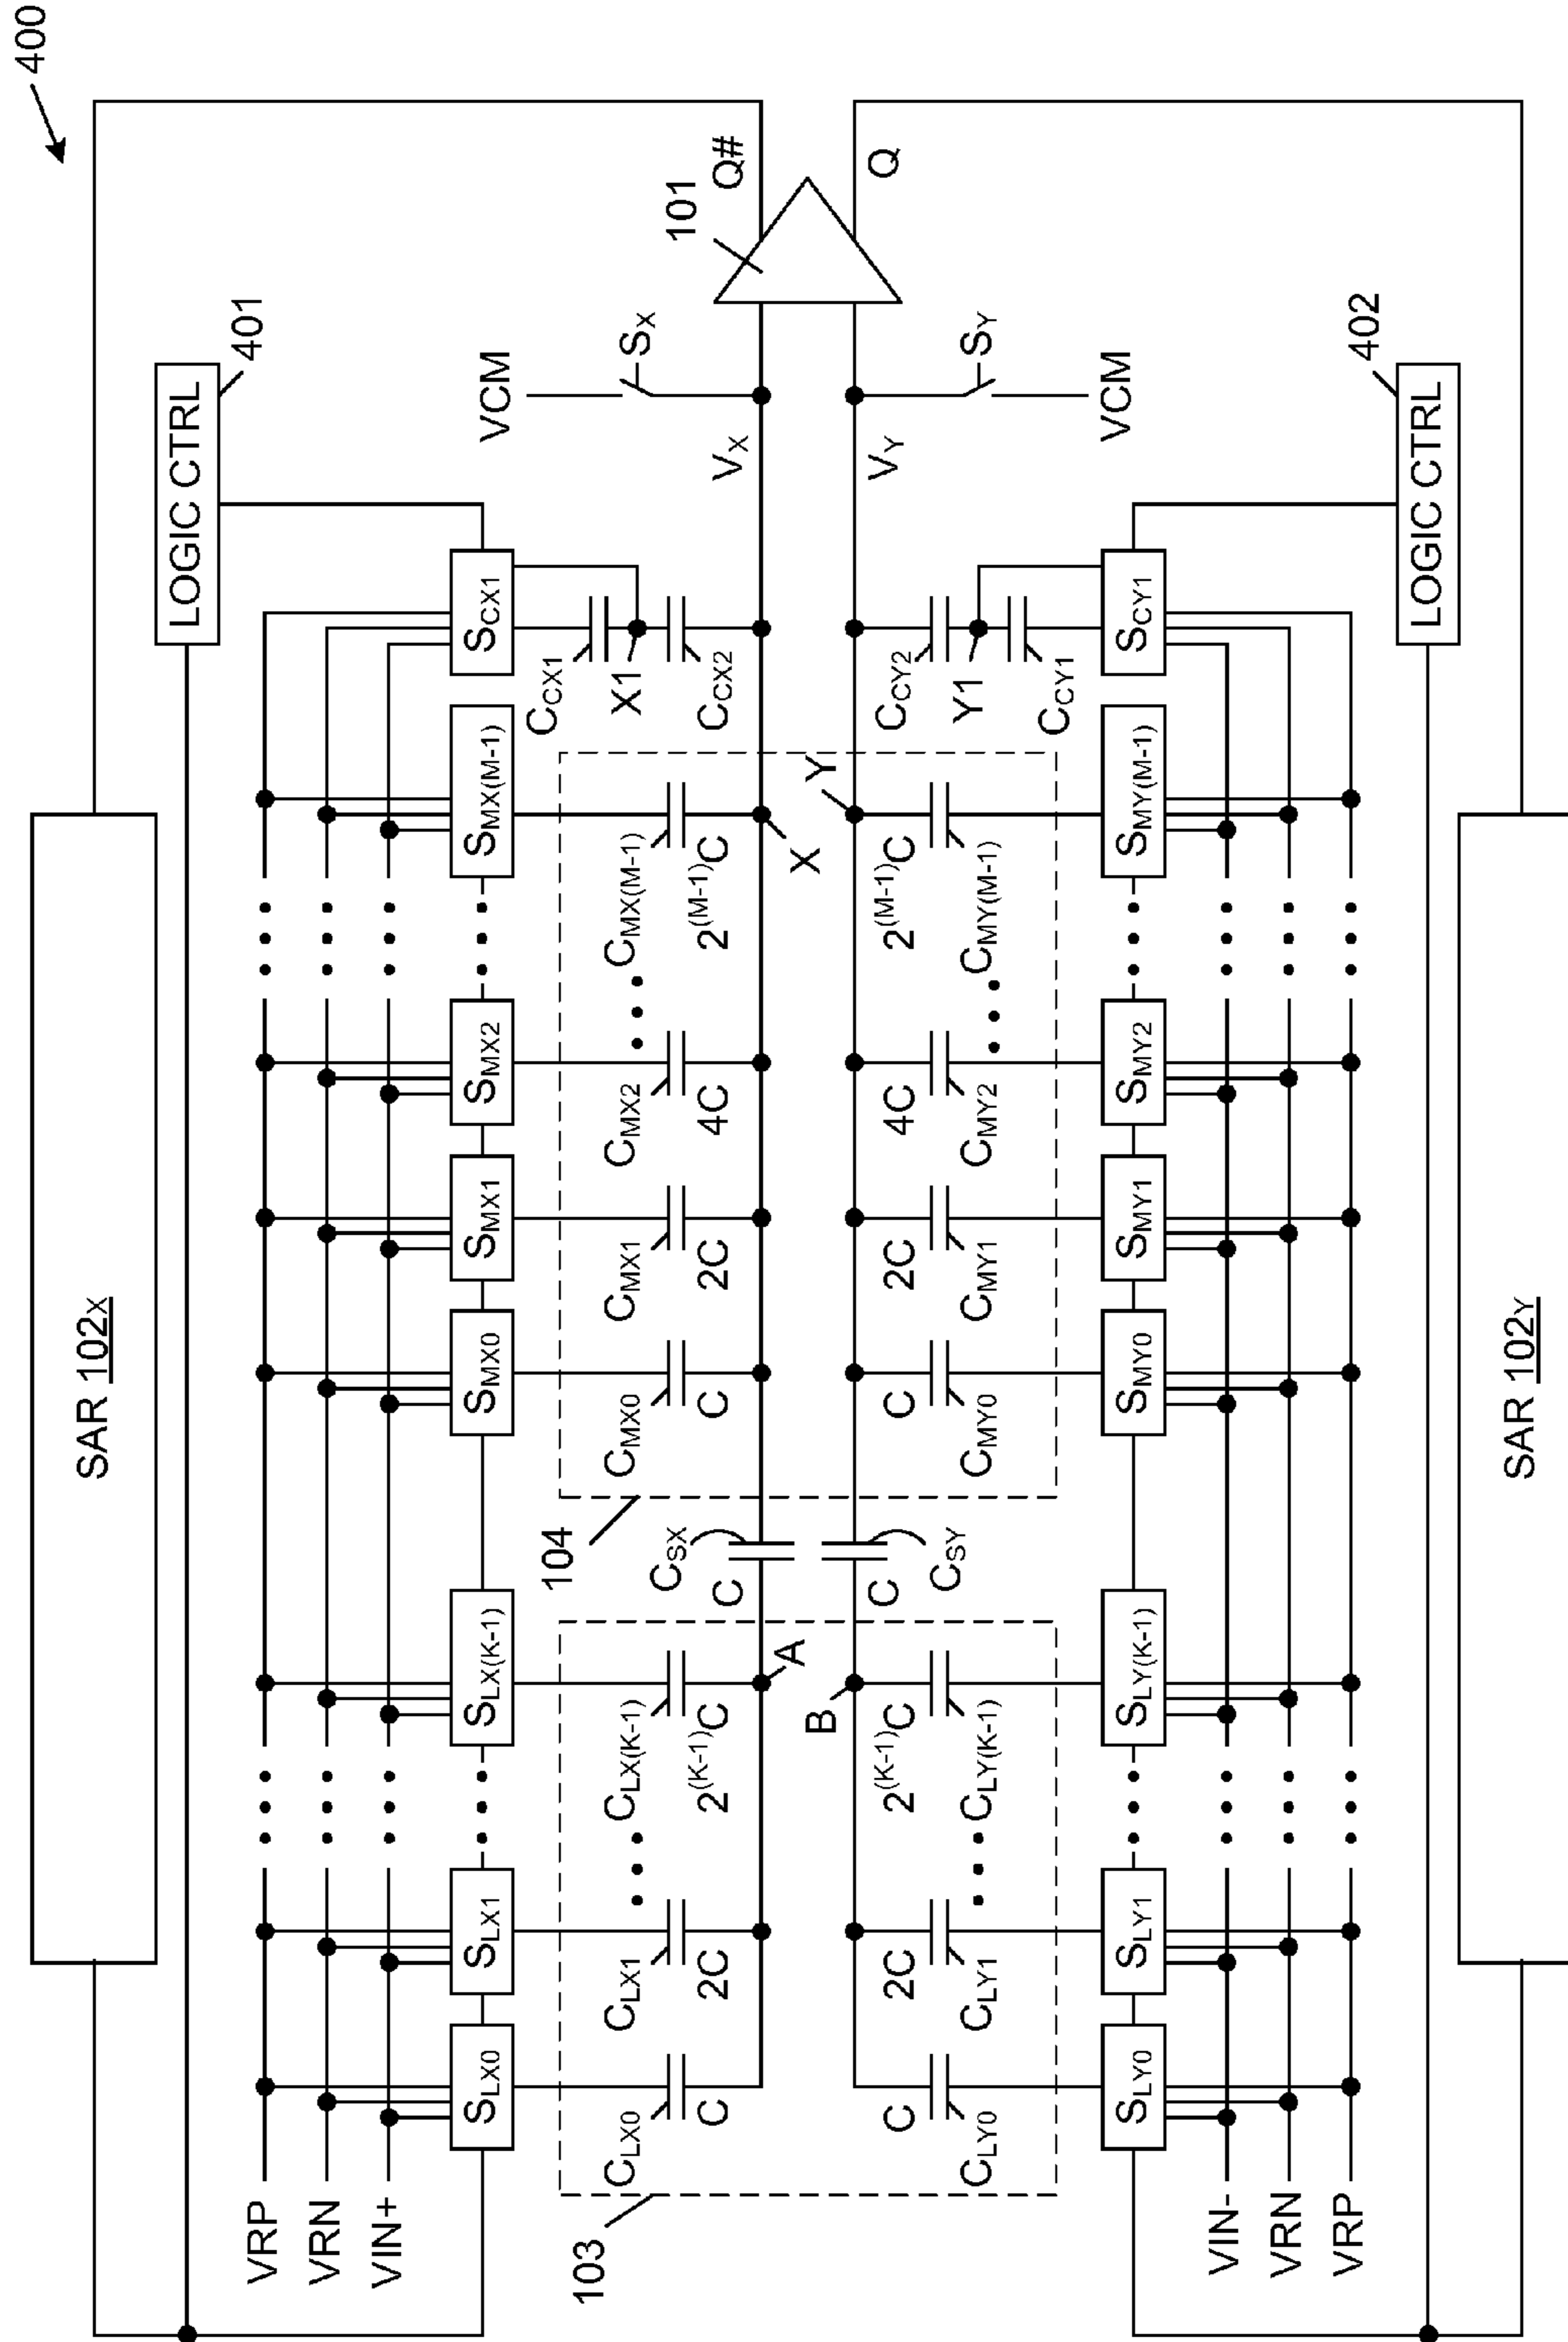 400
SAR 102X
LOGIC CTRL
401
VRP
VRN
VIN+
SLX0
SLX1
SLX(K-1)
SMX0
SMX1
SMX2
SMX(M-1)
SCX1
CLX0
C
CLX1
2C
CLX(K-1)
2(K-1)C
A
CSX
C
104
CMX0
C
CMX1
2C
CMX2
4C
CMX(M-1)
2(M-1)C
X
CCX1
X1
CCX2
VCM
SX
VX
101
Q#
103
C
CLY0
2C
CLY1
2(K-1)C
CLY(K-1)
B
C
CSY
C
CMY0
2C
CMY1
4C
CMY2
2(M-1)C
CMY(M-1)
Y
CCY2
Y1
CCY1
VY
SY
VCM
Q
SLY0
SLY1
SLY(K-1)
SMY0
SMY1
SMY2
SMY(M-1)
SCY1
VIN-
VRN
VRP
LOGIC CTRL
402
SAR 102Y